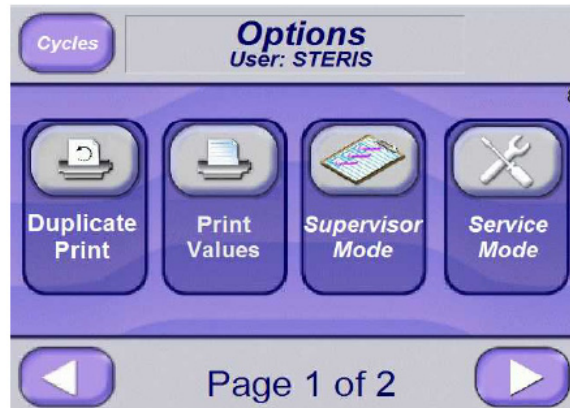 Cycles
Options
User: STERIS
Duplicate
Print
Print
Values
Supervisor
Mode
Service
Mode
Page 1 of 2